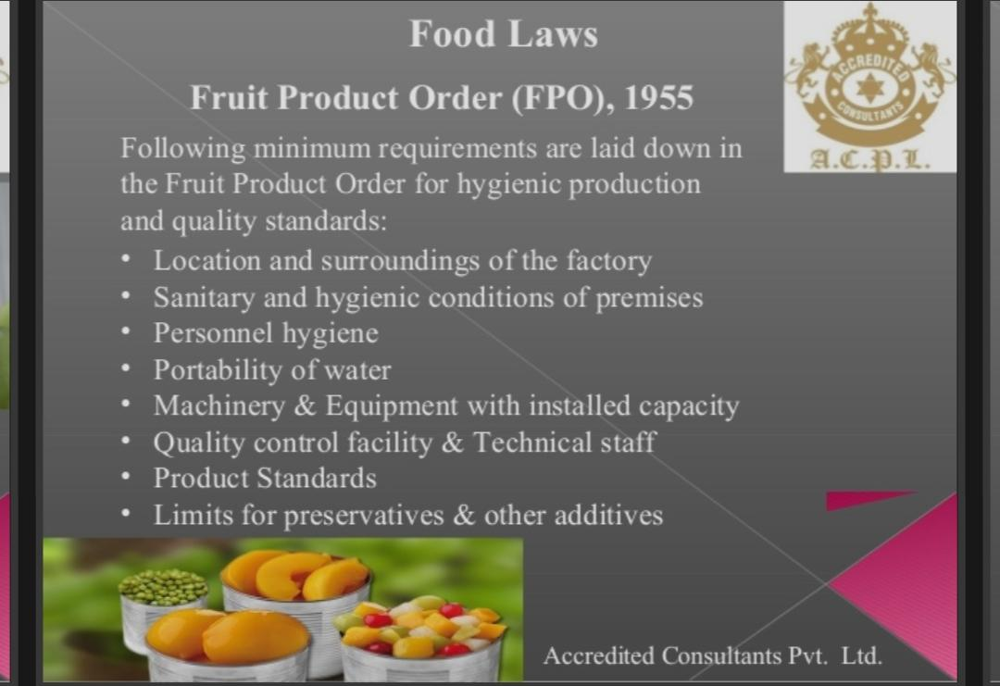 Food Laws
Fruit Product Order (FPO), 1955
ACCREDITED
CONSULTANTS
A.C.P.L.
Following minimum requirements are laid down in
the Fruit Product Order for hygienic production
and quality standards:
• Location and surroundings of the factory
• Sanitary and hygienic conditions of premises
• Personnel hygiene
• Portability of water
• Machinery & Equipment with installed capacity
• Quality control facility & Technical staff
• Product Standards
• Limits for preservatives & other additives
Accredited Consultants Pvt. Ltd.